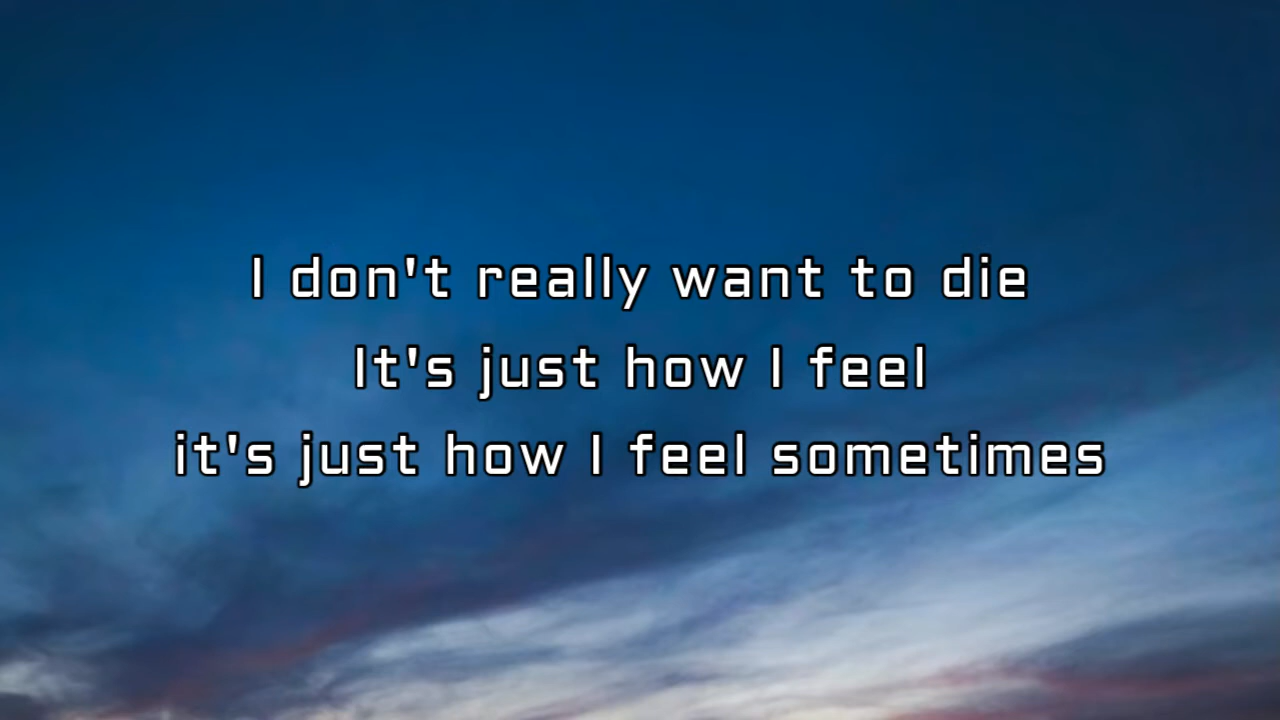 I don't really want to die
It's just how I feel
it's just how I feel sometimes